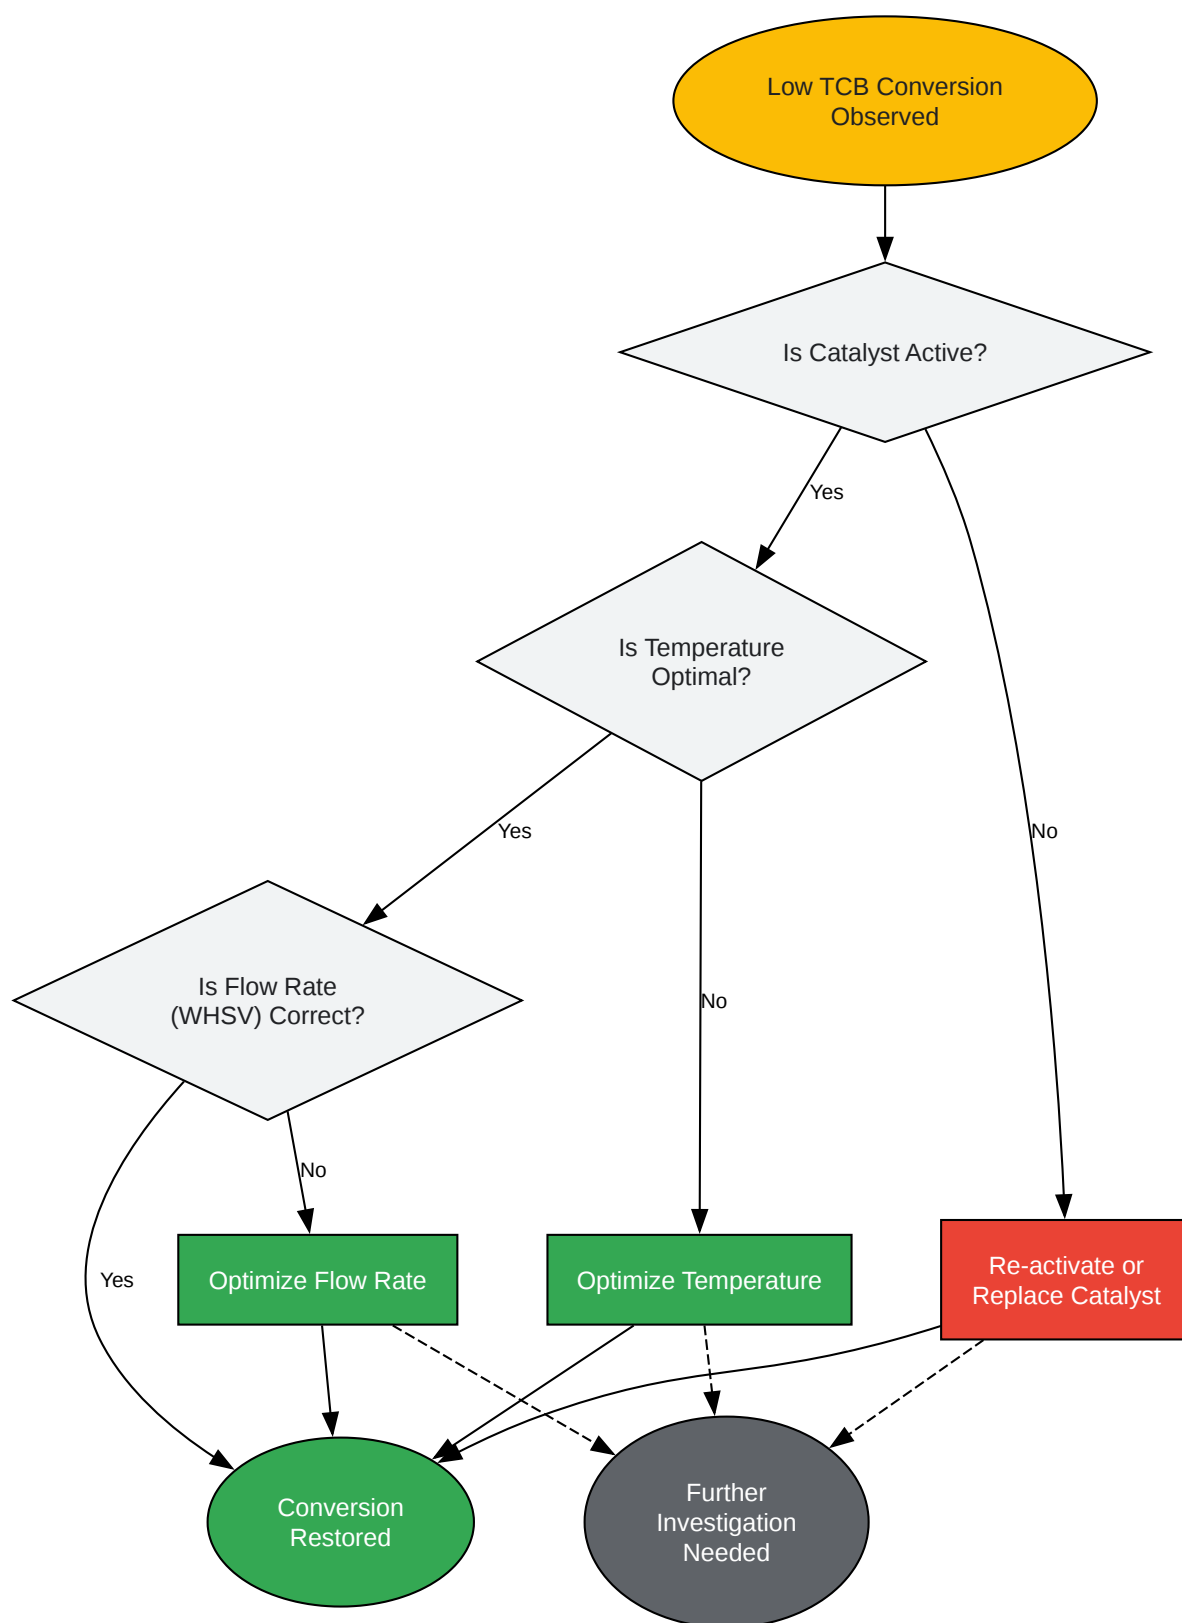 Low TCB Conversion
Observed
Is Catalyst Active?
Yes
Is Temperature
Optimal?
Yes
No
Is Flow Rate
(WHSV) Correct?
No
No
Yes
Optimize Flow Rate
Optimize Temperature
Re-activate or
Replace Catalyst
Conversion
Restored
Further
Investigation
Needed